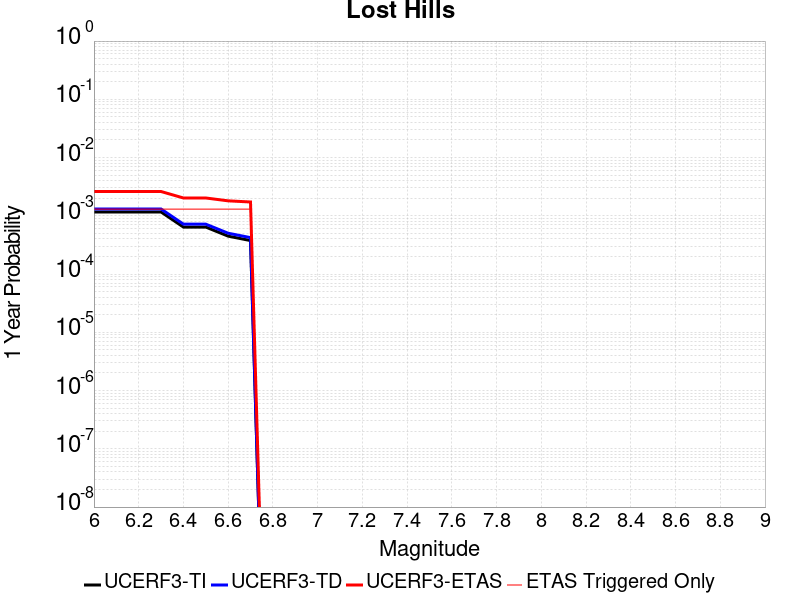 Lost Hills
10^0
10^-1
10^-2
10^-3
10^-4
10^-5
10^-6
10^-7
10^-8
1 Year Probability
6 6.2 6.4 6.6 6.8 7 7.2 7.4 7.6 7.8 8 8.2 8.4 8.6 8.8 9
Magnitude
UCERF3-TI UCERF3-TD UCERF3-ETAS ETAS Triggered Only